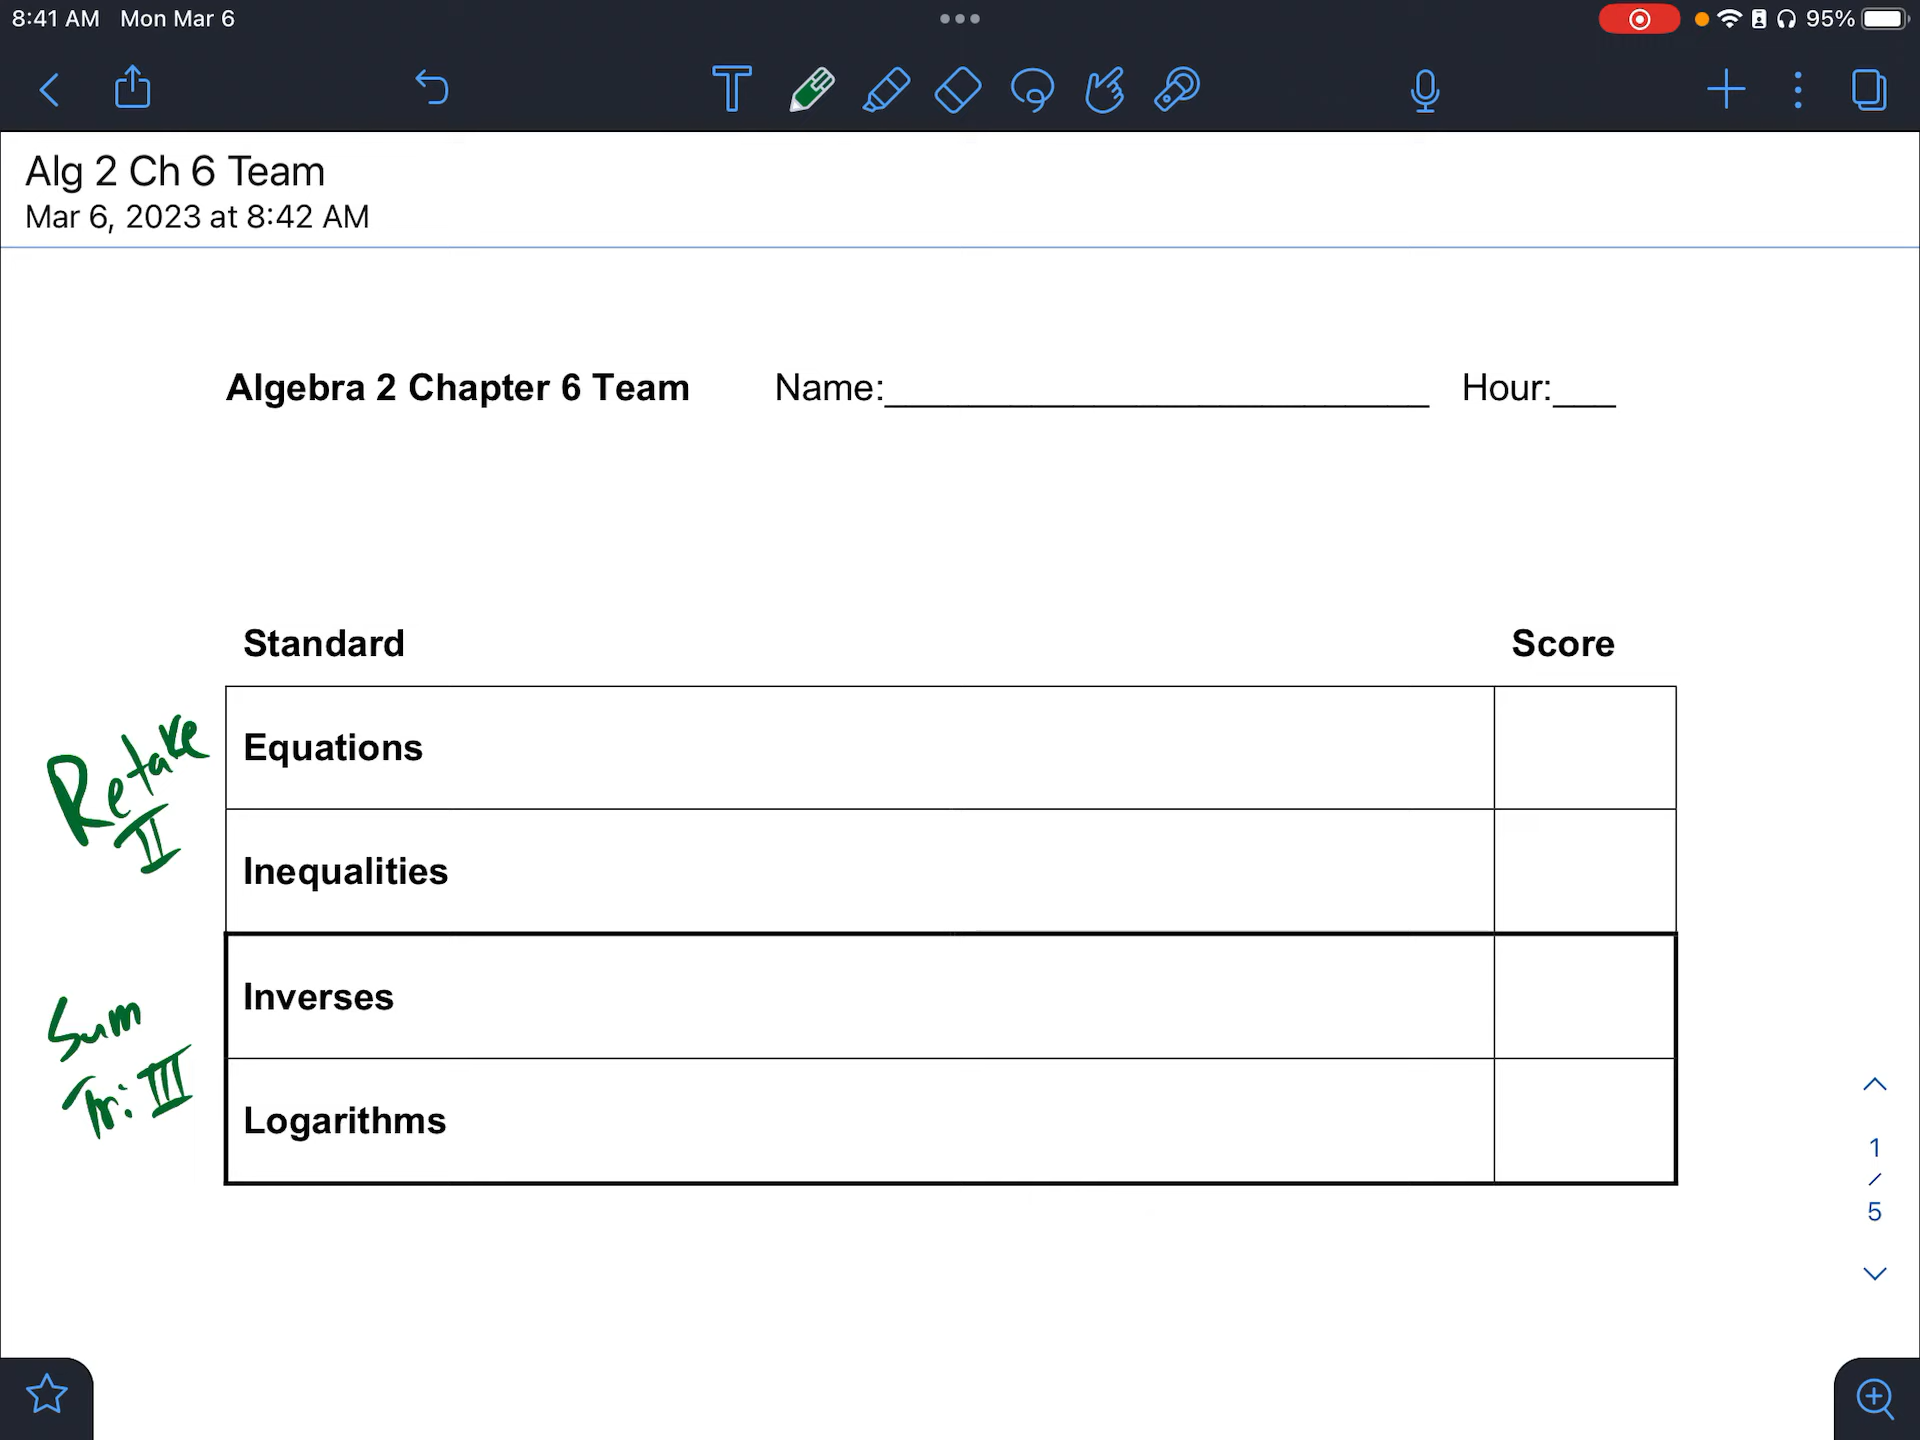 8:41 AM Mon Mar 6
95%
Alg 2 Ch 6 Team
Mar 6, 2023 at 8:42 AM
Algebra 2 Chapter 6 Team Name:__________________________ Hour:___
Standard Score
Retake
II
Equations
Inequalities
Sum
Tri III
Inverses
Logarithms
1
/
5